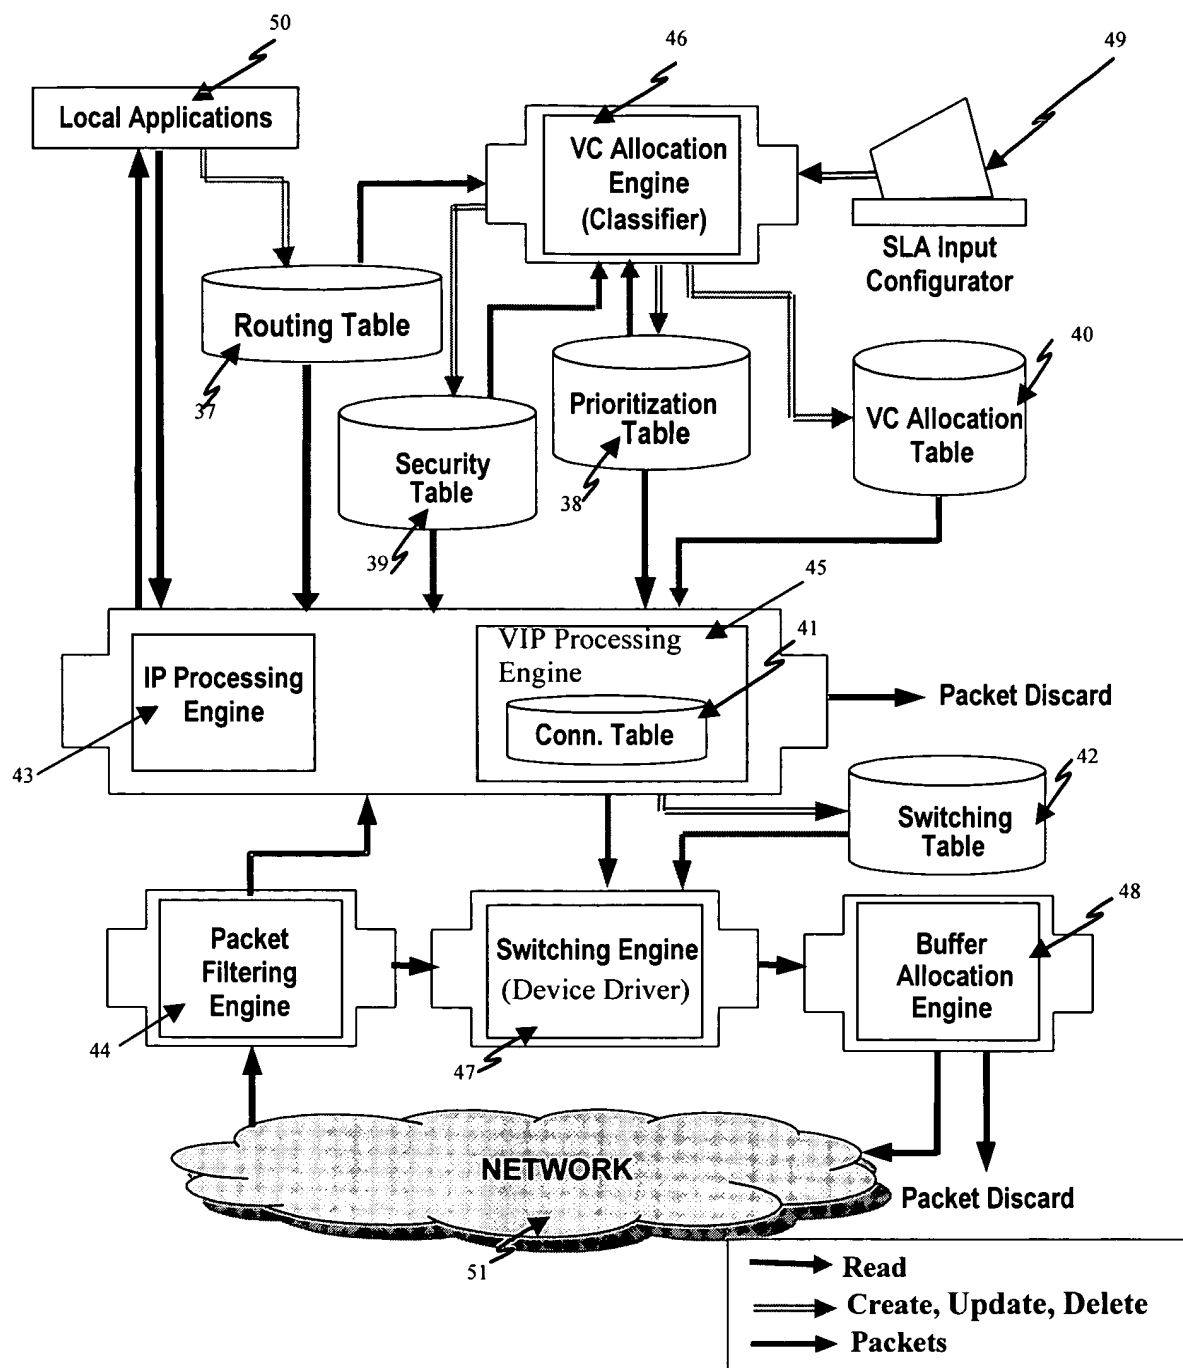 50
46
49
Local Applications
VC Allocation
Engine
(Classifier)
SLA Input
Configurator
Routing Table
37
40
Prioritization
Table
VC Allocation
Table
Security
Table
38
39
45
41
VIP Processing
Engine
IP Processing
Engine
Conn. Table
Packet Discard
43
42
Switching
Table
48
Packet
Filtering
Engine
Switching Engine
(Device Driver)
Buffer
Allocation
Engine
44
47
NETWORK
Packet Discard
51
Read
Create, Update, Delete
Packets